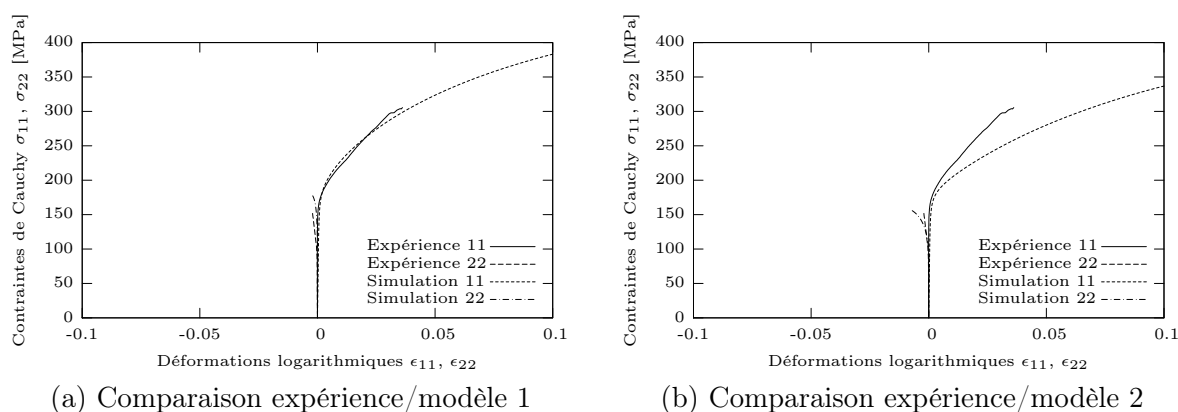 Contraintes de Cauchy σ11, σ22 [MPa]
400
350
300
250
200
150
100
50
0
-0.1
-0.05
0
0.05
0.1
Expérience 11
Expérience 22
Simulation 11
Simulation 22
Déformations logarithmiques ϵ11, ϵ22
(a) Comparaison expérience/modèle 1
Contraintes de Cauchy σ11, σ22 [MPa]
400
350
300
250
200
150
100
50
0
-0.1
-0.05
0
0.05
0.1
Expérience 11
Expérience 22
Simulation 11
Simulation 22
Déformations logarithmiques ϵ11, ϵ22
(b) Comparaison expérience/modèle 2